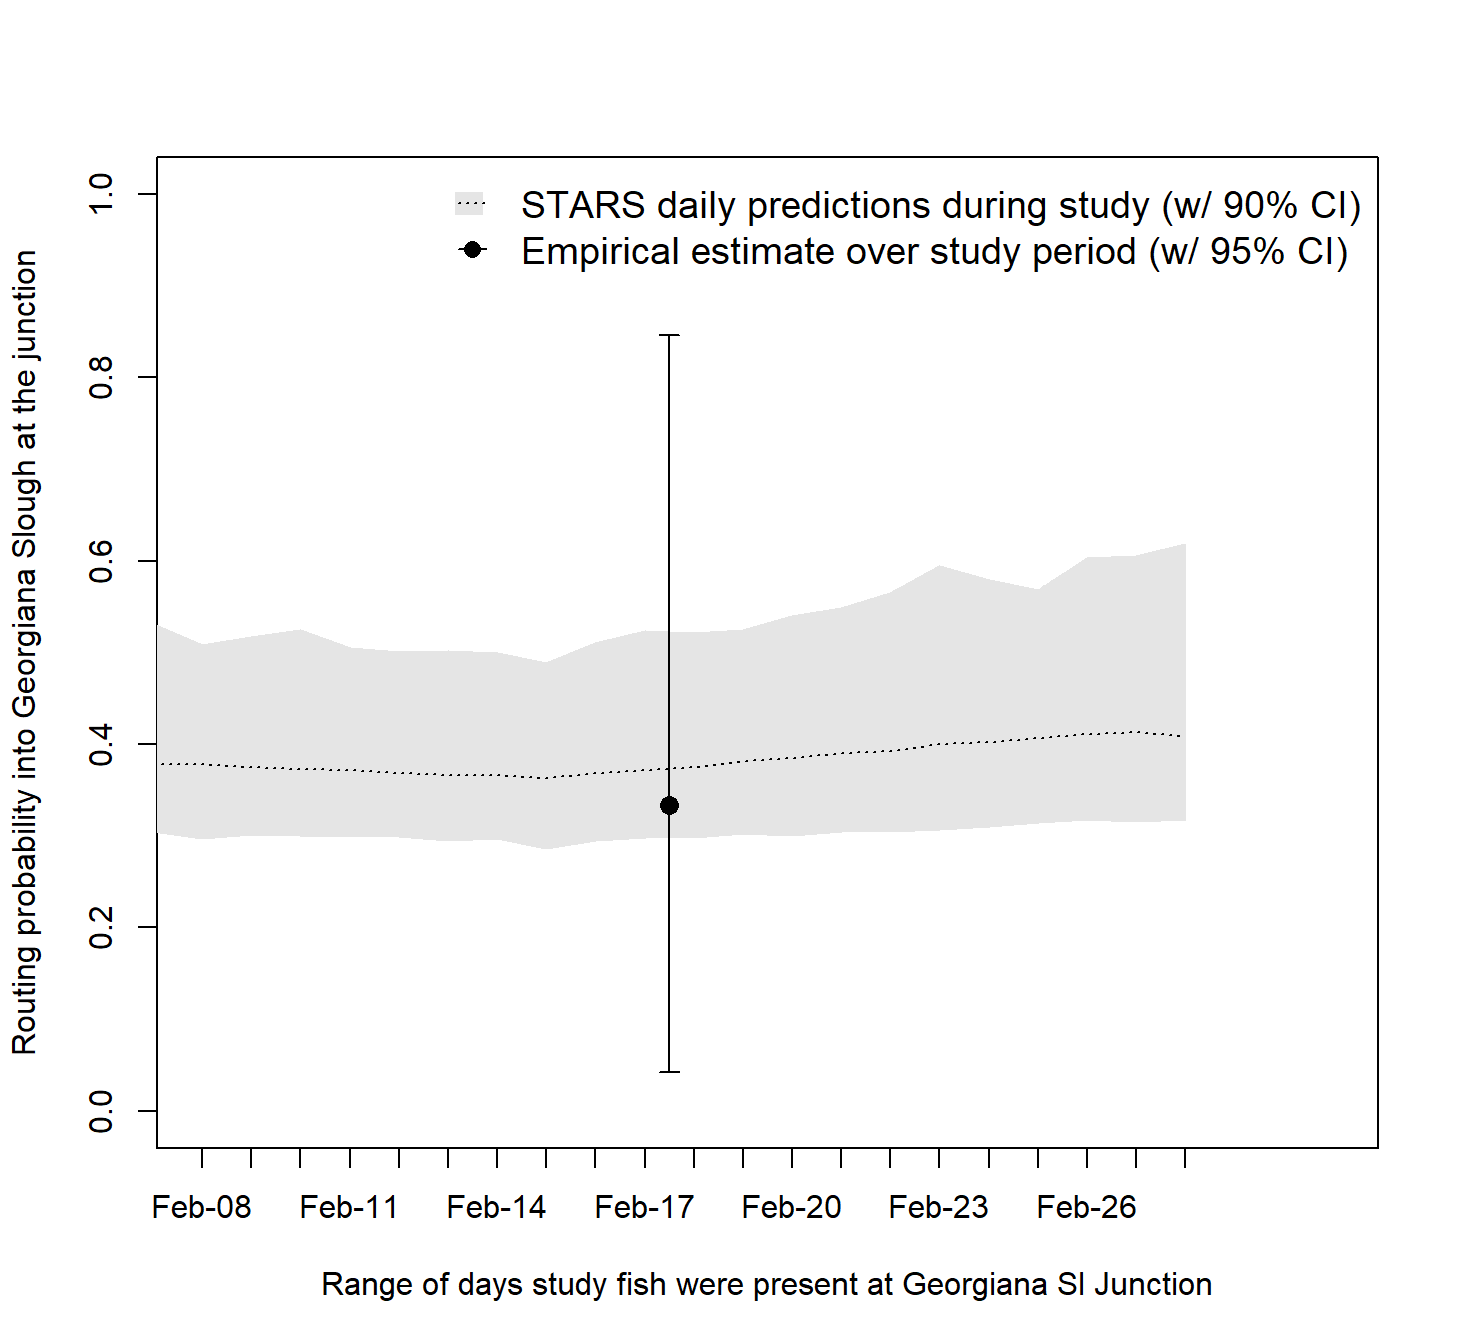 STARS daily predictions during study (w/ 90% CI)
Empirical estimate over study period (w/ 95% CI)
Routing probability into Georgiana Slough at the junction
1.0
0.8
0.6
0.4
0.2
0.0
Feb-08 Feb-11 Feb-14 Feb-17 Feb-20 Feb-23 Feb-26
Range of days study fish were present at Georgiana Sl Junction